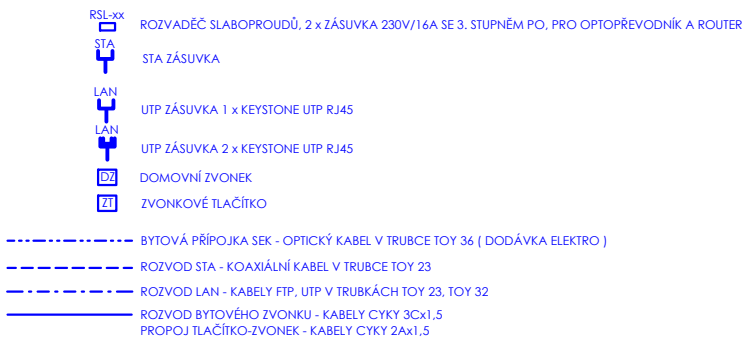 RSL-xx
ROZVADĚČ SLABOPROUDŮ, 2 x ZÁSUVKA 230V/16A SE 3. STUPNĚM PO, PRO OPTOPŘEVODNÍK A ROUTER
STA
STA ZÁSUVKA
LAN
UTP ZÁSUVKA 1 x KEYSTONE UTP RJ45
LAN
UTP ZÁSUVKA 2 x KEYSTONE UTP RJ45
DZ DOMOVNÍ ZVONEK
ZT ZVONKOVÉ TLAČÍTKO
BYTOVÁ PŘÍPOJKA SEK - OPTICKÝ KABEL V TRUBCE TOY 36 ( DODÁVKA ELEKTRO )
ROZVOD STA - KOAXIÁLNÍ KABEL V TRUBCE TOY 23
ROZVOD LAN - KABELY FTP, UTP V TRUBKÁCH TOY 23, TOY 32
ROZVOD BYTOVÉHO ZVONKU - KABELY CYKY 3Cx1,5
PROPOJ TLAČÍTKO-ZVONEK - KABELY CYKY 2Ax1,5